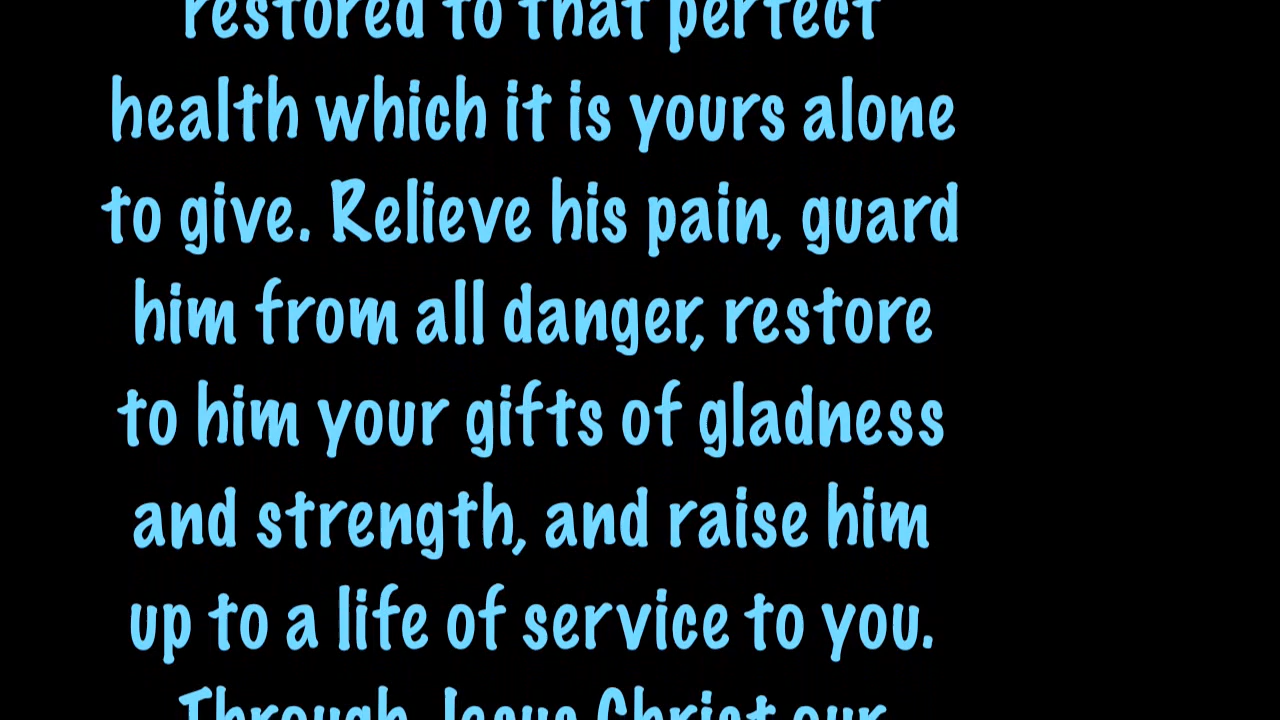 restored to that perfect
health which it is yours alone
to give. Relieve his pain, guard
him from all danger, restore
to him your gifts of gladness
and strength, and raise him
up to a life of service to you.
Through Jesus Christ our